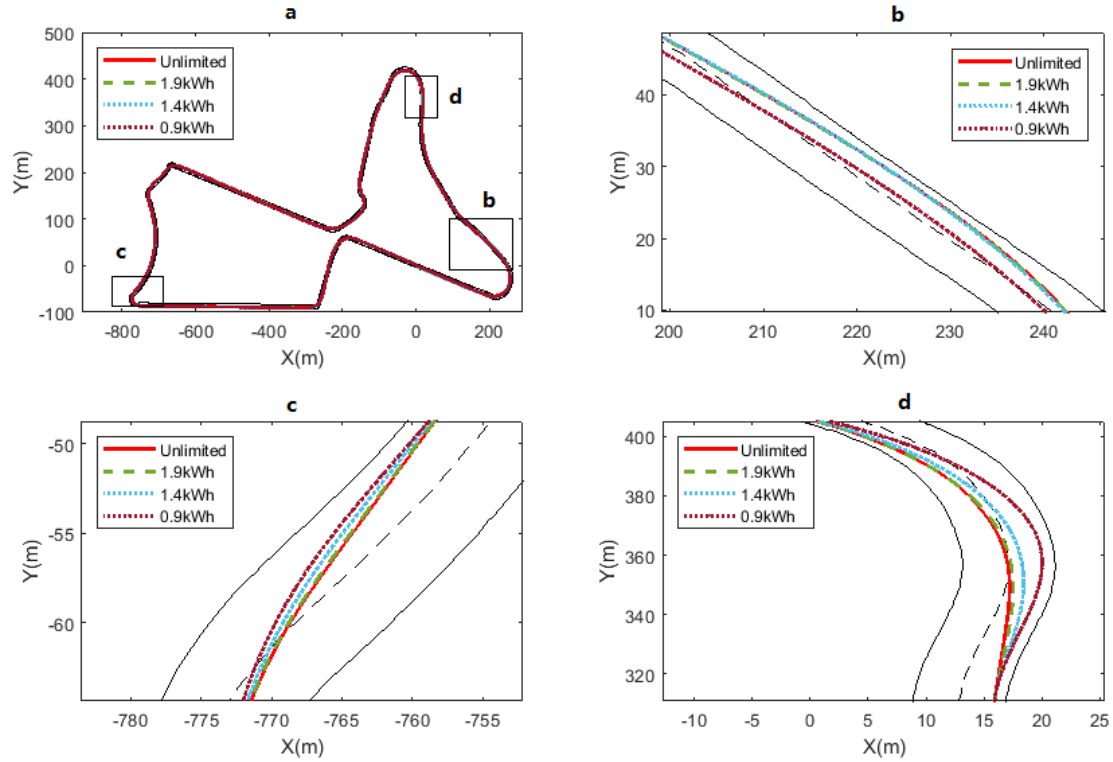 a
500
400
300
200
100
0
-100
-800
-600
-400
-200
0
200
X(m)
Y(m)
Unlimited
1.9kWh
1.4kWh
0.9kWh
d
b
c
b
40
30
20
10
200
210
220
230
240
X(m)
Y(m)
Unlimited
1.9kWh
1.4kWh
0.9kWh
c
-50
-55
-60
-780
-775
-770
-765
-760
-755
X(m)
Y(m)
Unlimited
1.9kWh
1.4kWh
0.9kWh
d
400
380
360
340
320
-10
-5
0
5
10
15
20
25
X(m)
Y(m)
Unlimited
1.9kWh
1.4kWh
0.9kWh